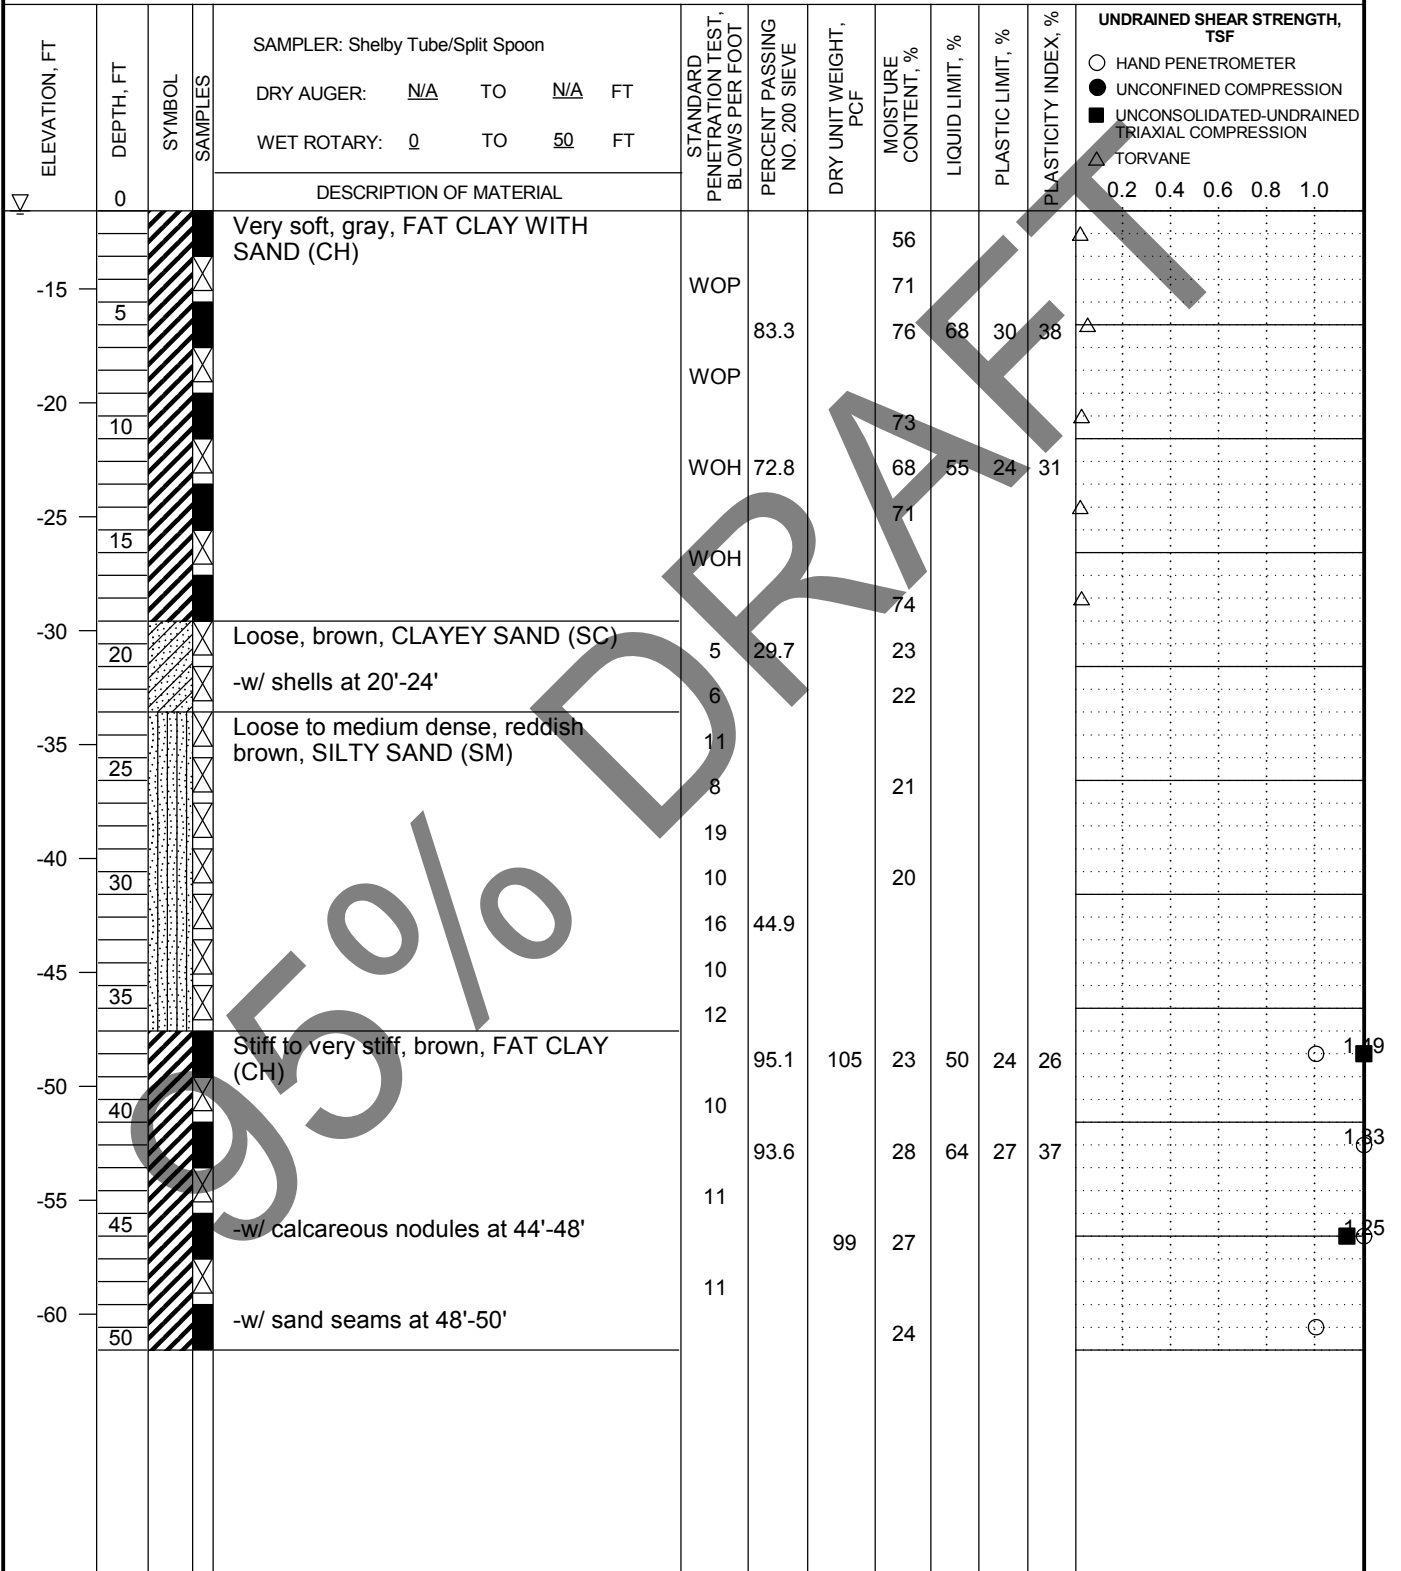 ELEVATION, FT
DEPTH, FT
SYMBOL
SAMPLES
SAMPLER: Shelby Tube/Split Spoon
DRY AUGER: N/A TO N/A FT
WET ROTARY: 0 TO 50 FT
DESCRIPTION OF MATERIAL
STANDARD
PENETRATION TEST,
BLOWS PER FOOT
PERCENT PASSING
NO. 200 SIEVE
DRY UNIT WEIGHT,
PCF
MOISTURE
CONTENT, %
LIQUID LIMIT, %
PLASTIC LIMIT, %
PLASTICITY INDEX, %
UNDRAINED SHEAR STRENGTH,
TSF
HAND PENETROMETER
UNCONFINED COMPRESSION
UNCONSOLIDATED-UNDRAINED
TRIAXIAL COMPRESSION
TORVANE
0.2 0.4 0.6 0.8 1.0
0
Very soft, gray, FAT CLAY WITH
SAND (CH)
56
-15 WOP 71
5 83.3 76 68 30 38
WOP
-20
10 73
WOH 72.8 68 55 24 31
-25 71
15
WOH
74
-30 Loose, brown, CLAYEY SAND (SC)
20 5 29.7 23
-w/ shells at 20'-24'
6 22
Loose to medium dense, reddish
brown, SILTY SAND (SM)
-35 11
25
8 21
19
-40
30 10 20
16 44.9
-45 10
35
12
Stiff to very stiff, brown, FAT CLAY
(CH)
95.1 105 23 50 24 26 1.49
-50
40 10
93.6 28 64 27 37
-55 11
45 -w/ calcareous nodules at 44'-48'
99 27 1.25
11
-60 -w/ sand seams at 48'-50'
50 24
95% DRAFT